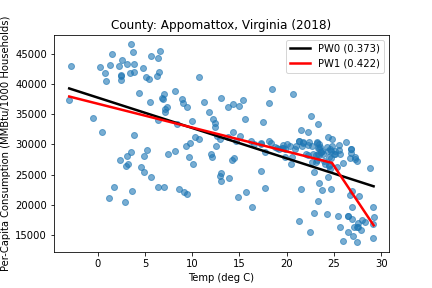 County: Appomattox, Virginia (2018)
PW0 (0.373)
PW1 (0.422)
Per-Capita Consumption (MMBtu/1000 Households)
45000
40000
35000
30000
25000
20000
15000
0 5 10 15 20 25 30
Temp (deg C)